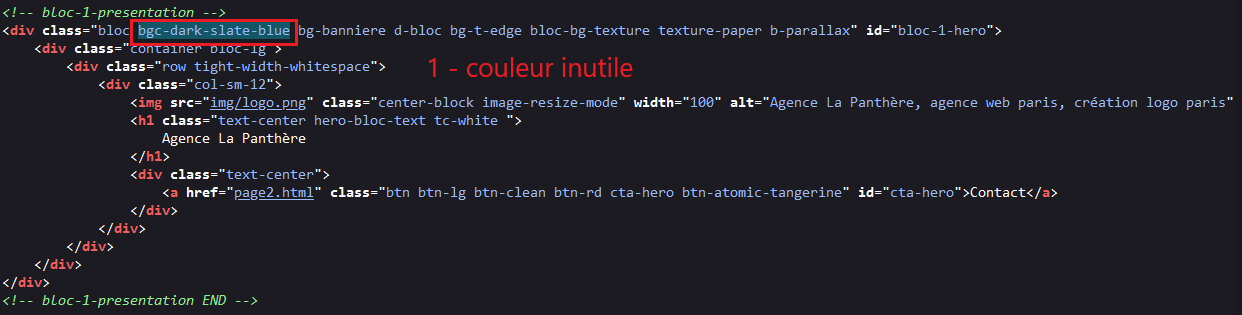 <!-- bloc-1-presentation -->
<div class="bloc bgc-dark-slate-blue bg-banniere d-bloc bg-t-edge bloc-bg-texture texture-paper b-parallax" id="bloc-1-hero">
<div class="container bloc-lg">
<div class="row tight-width-whitespace">
1 - couleur inutile
<div class="col-sm-12">
<img src="img/logo.png" class="center-block image-resize-mode" width="100" alt="Agence La Panthère, agence web paris, création logo paris"
<h1 class="text-center hero-bloc-text tc-white ">
Agence La Panthère
</h1>
<div class="text-center">
<a href="page2.html" class="btn btn-lg btn-clean btn-rd cta-hero btn-atomic-tangerine" id="cta-hero">Contact</a>
</div>
</div>
</div>
</div>
</div>
<!-- bloc-1-presentation END -->